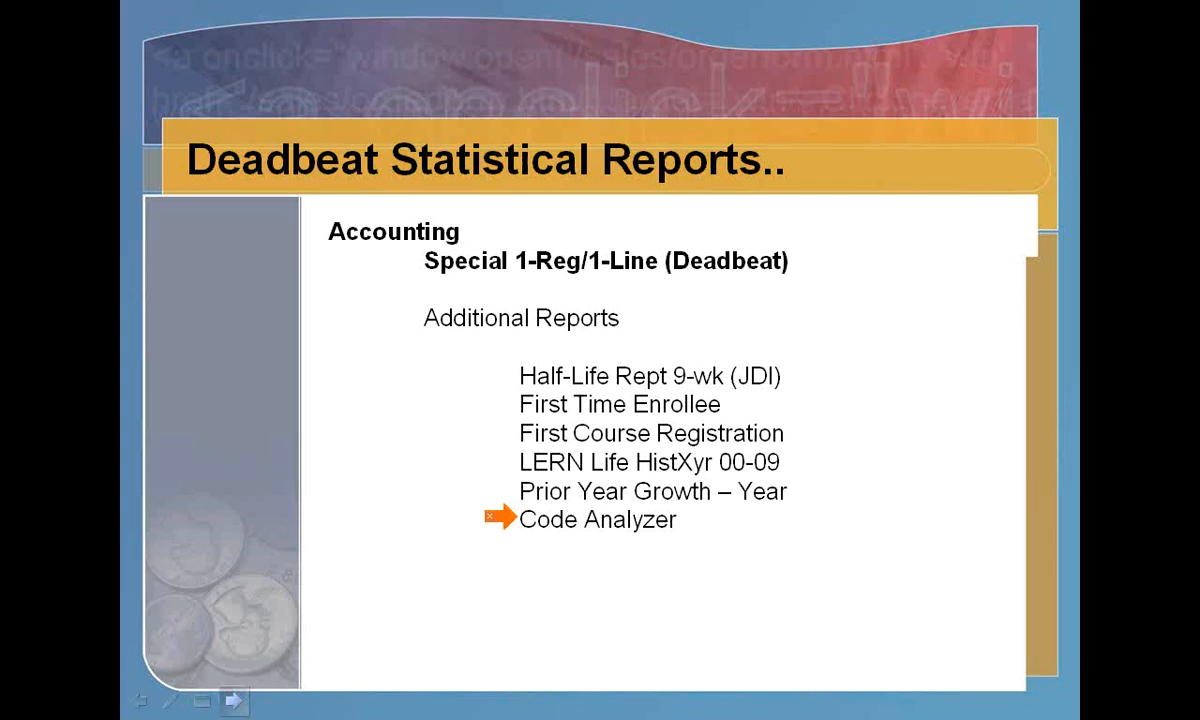 Deadbeat Statistical Reports..
Accounting
Special 1-Reg/1-Line (Deadbeat)
Additional Reports
Half-Life Rept 9-wk (JDI)
First Time Enrollee
First Course Registration
LERN Life HistXyr 00-09
Prior Year Growth – Year
Code Analyzer